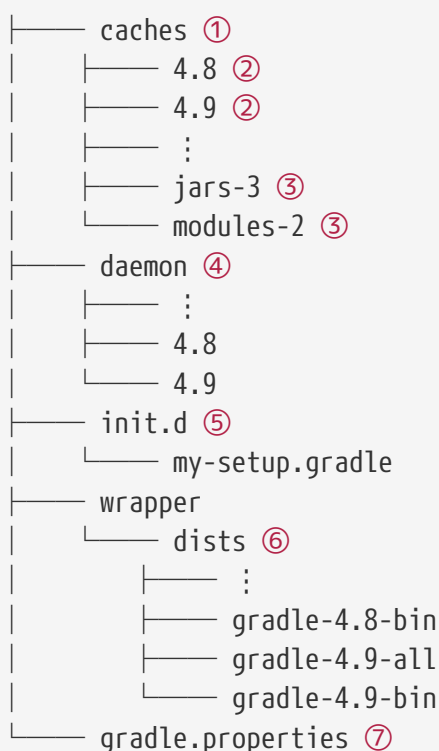 ├── caches ①
│   ├── 4.8 ②
│   ├── 4.9 ②
│   ├── ⋮
│   ├── jars-3 ③
│   └── modules-2 ③
├── daemon ④
│   ├── ⋮
│   ├── 4.8
│   └── 4.9
├── init.d ⑤
│   └── my-setup.gradle
├── wrapper
│   └── dists ⑥
│       ├── ⋮
│       ├── gradle-4.8-bin
│       ├── gradle-4.9-all
│       └── gradle-4.9-bin
└── gradle.properties ⑦